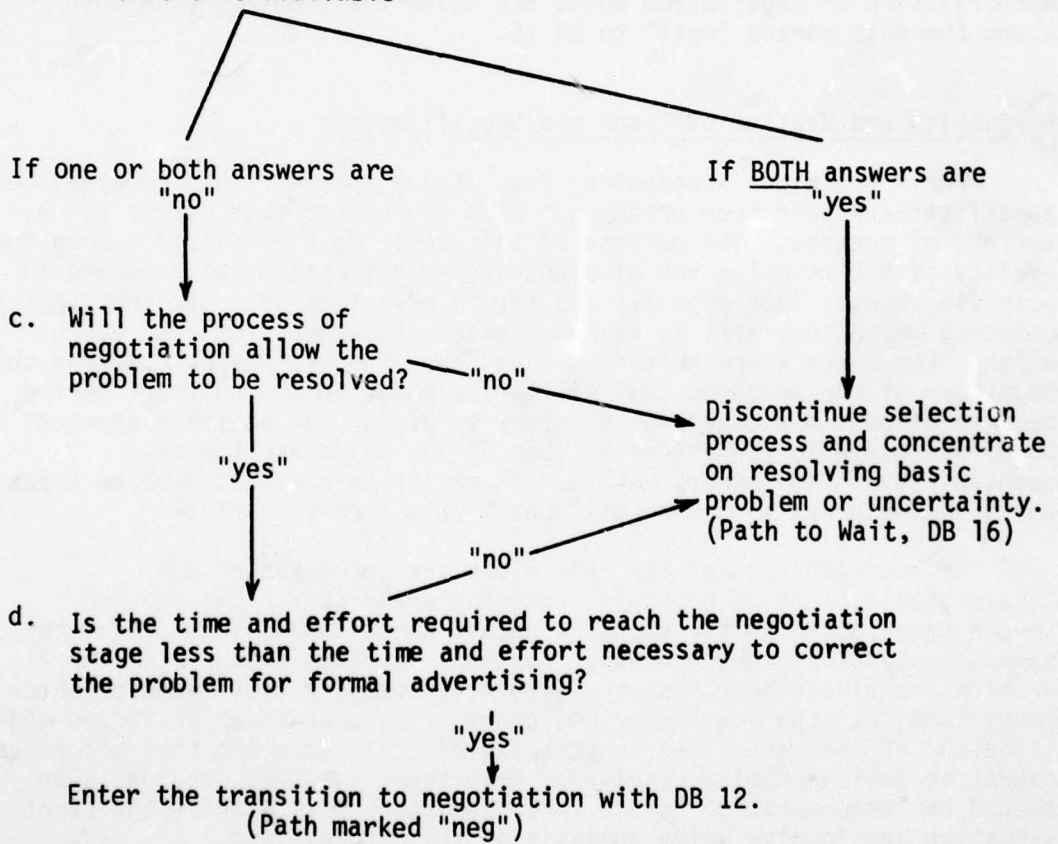 If one or both answers are
"no"
If BOTH answers are
"yes"
c. Will the process of
negotiation allow the
problem to be resolved?
"no"
"yes"
Discontinue selection
process and concentrate
on resolving basic
problem or uncertainty.
(Path to Wait, DB 16)
"no"
d. Is the time and effort required to reach the negotiation
stage less than the time and effort necessary to correct
the problem for formal advertising?
"yes"
Enter the transition to negotiation with DB 12.
(Path marked "neg")